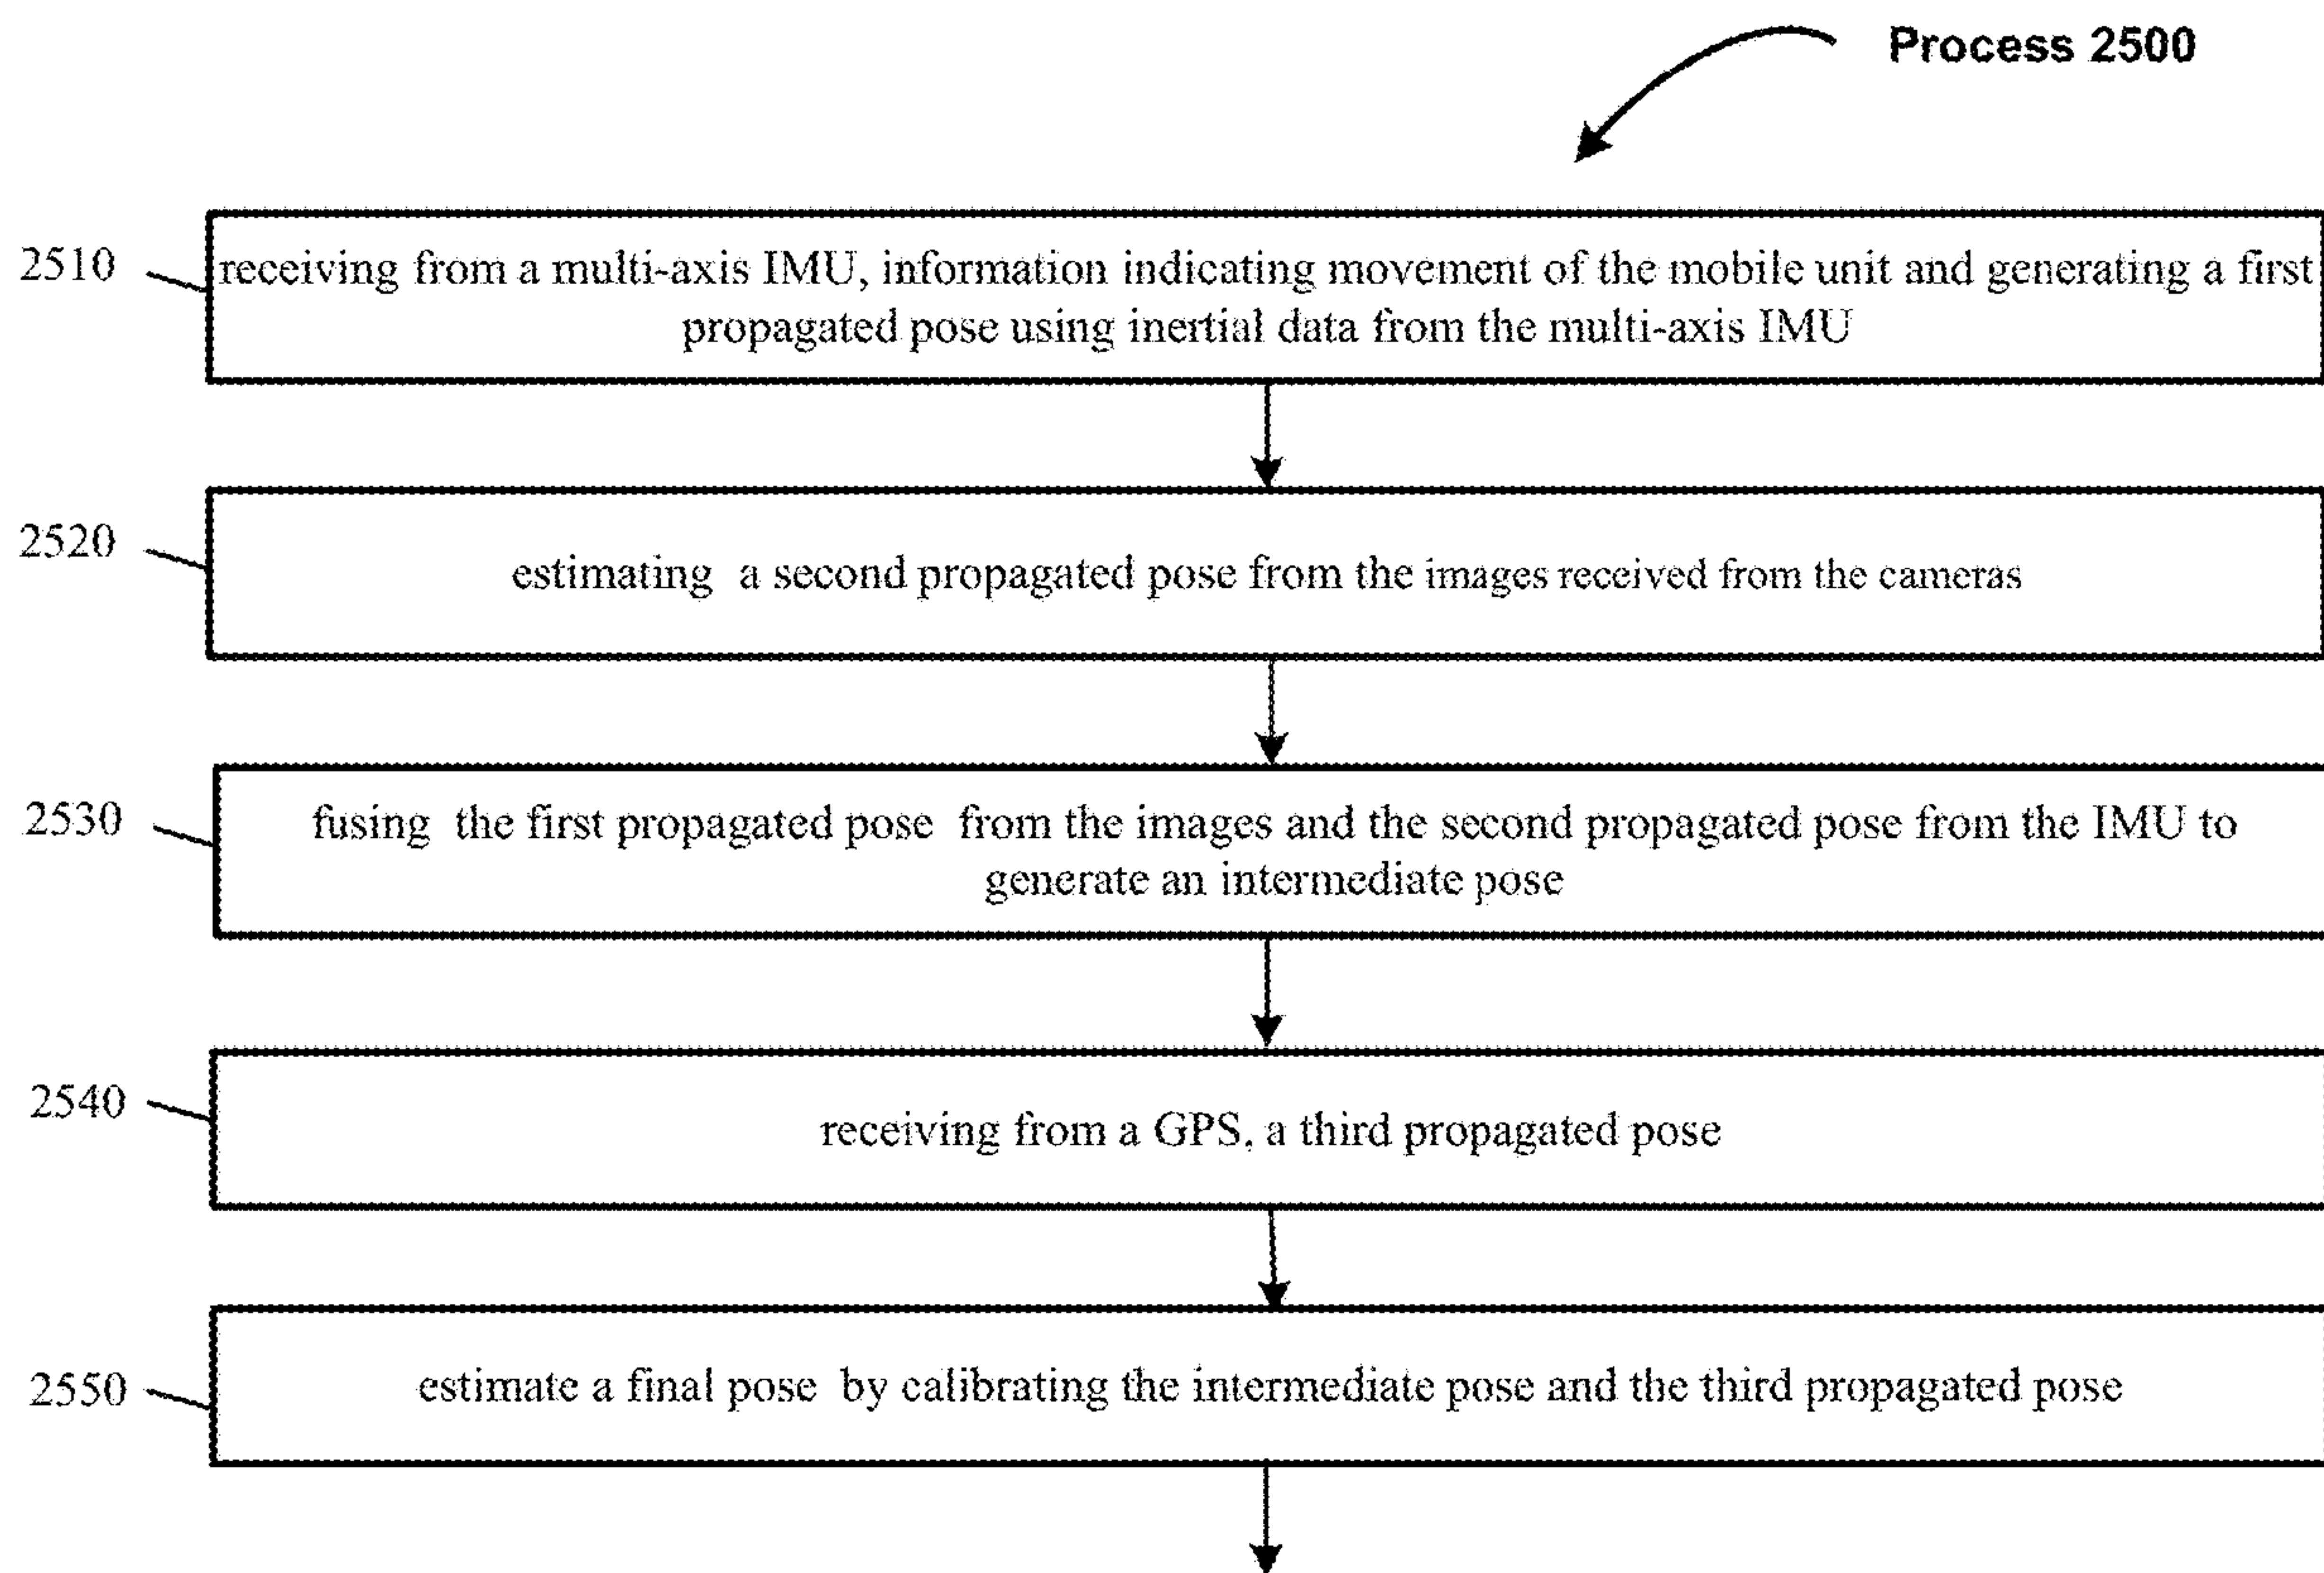 Process 2500
2510
receiving from a multi-axis IMU, information indicating movement of the mobile unit and generating a first
propagated pose using inertial data from the multi-axis IMU
2520
estimating a second propagated pose from the images received from the cameras
2530
fusing the first propagated pose from the images and the second propagated pose from the IMU to
generate an intermediate pose
2540
receiving from a GPS, a third propagated pose
2550
estimate a final pose by calibrating the intermediate pose and the third propagated pose